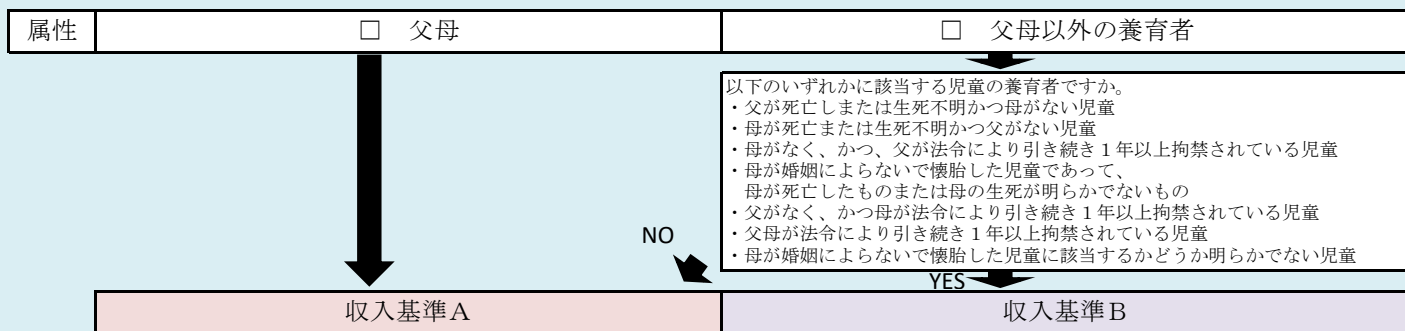 属性
□　父母
□　父母以外の養育者
以下のいずれかに該当する児童の養育者ですか。
・父が死亡しまたは生死不明かつ母がない児童
・母が死亡または生死不明かつ父がない児童
・母がなく、かつ、父が法令により引き続き１年以上拘禁されている児童
・母が婚姻によらないで懐胎した児童であって、
母が死亡したものまたは母の生死が明らかでないもの
・父がなく、かつ母が法令により引き続き１年以上拘禁されている児童
・父母が法令により引き続き１年以上拘禁されている児童
・母が婚姻によらないで懐胎した児童に該当するかどうか明らかでない児童
NO
YES
収入基準Ａ
収入基準Ｂ